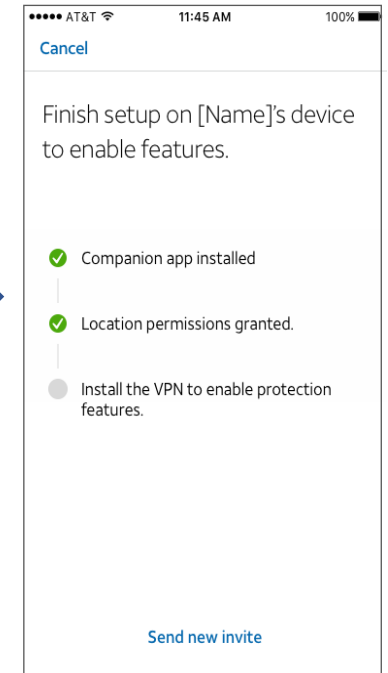 AT&T 11:45 AM 100%
Cancel
Finish setup on [Name]’s device
to enable features.
Companion app installed
Location permissions granted.
Install the VPN to enable protection
features.
Send new invite